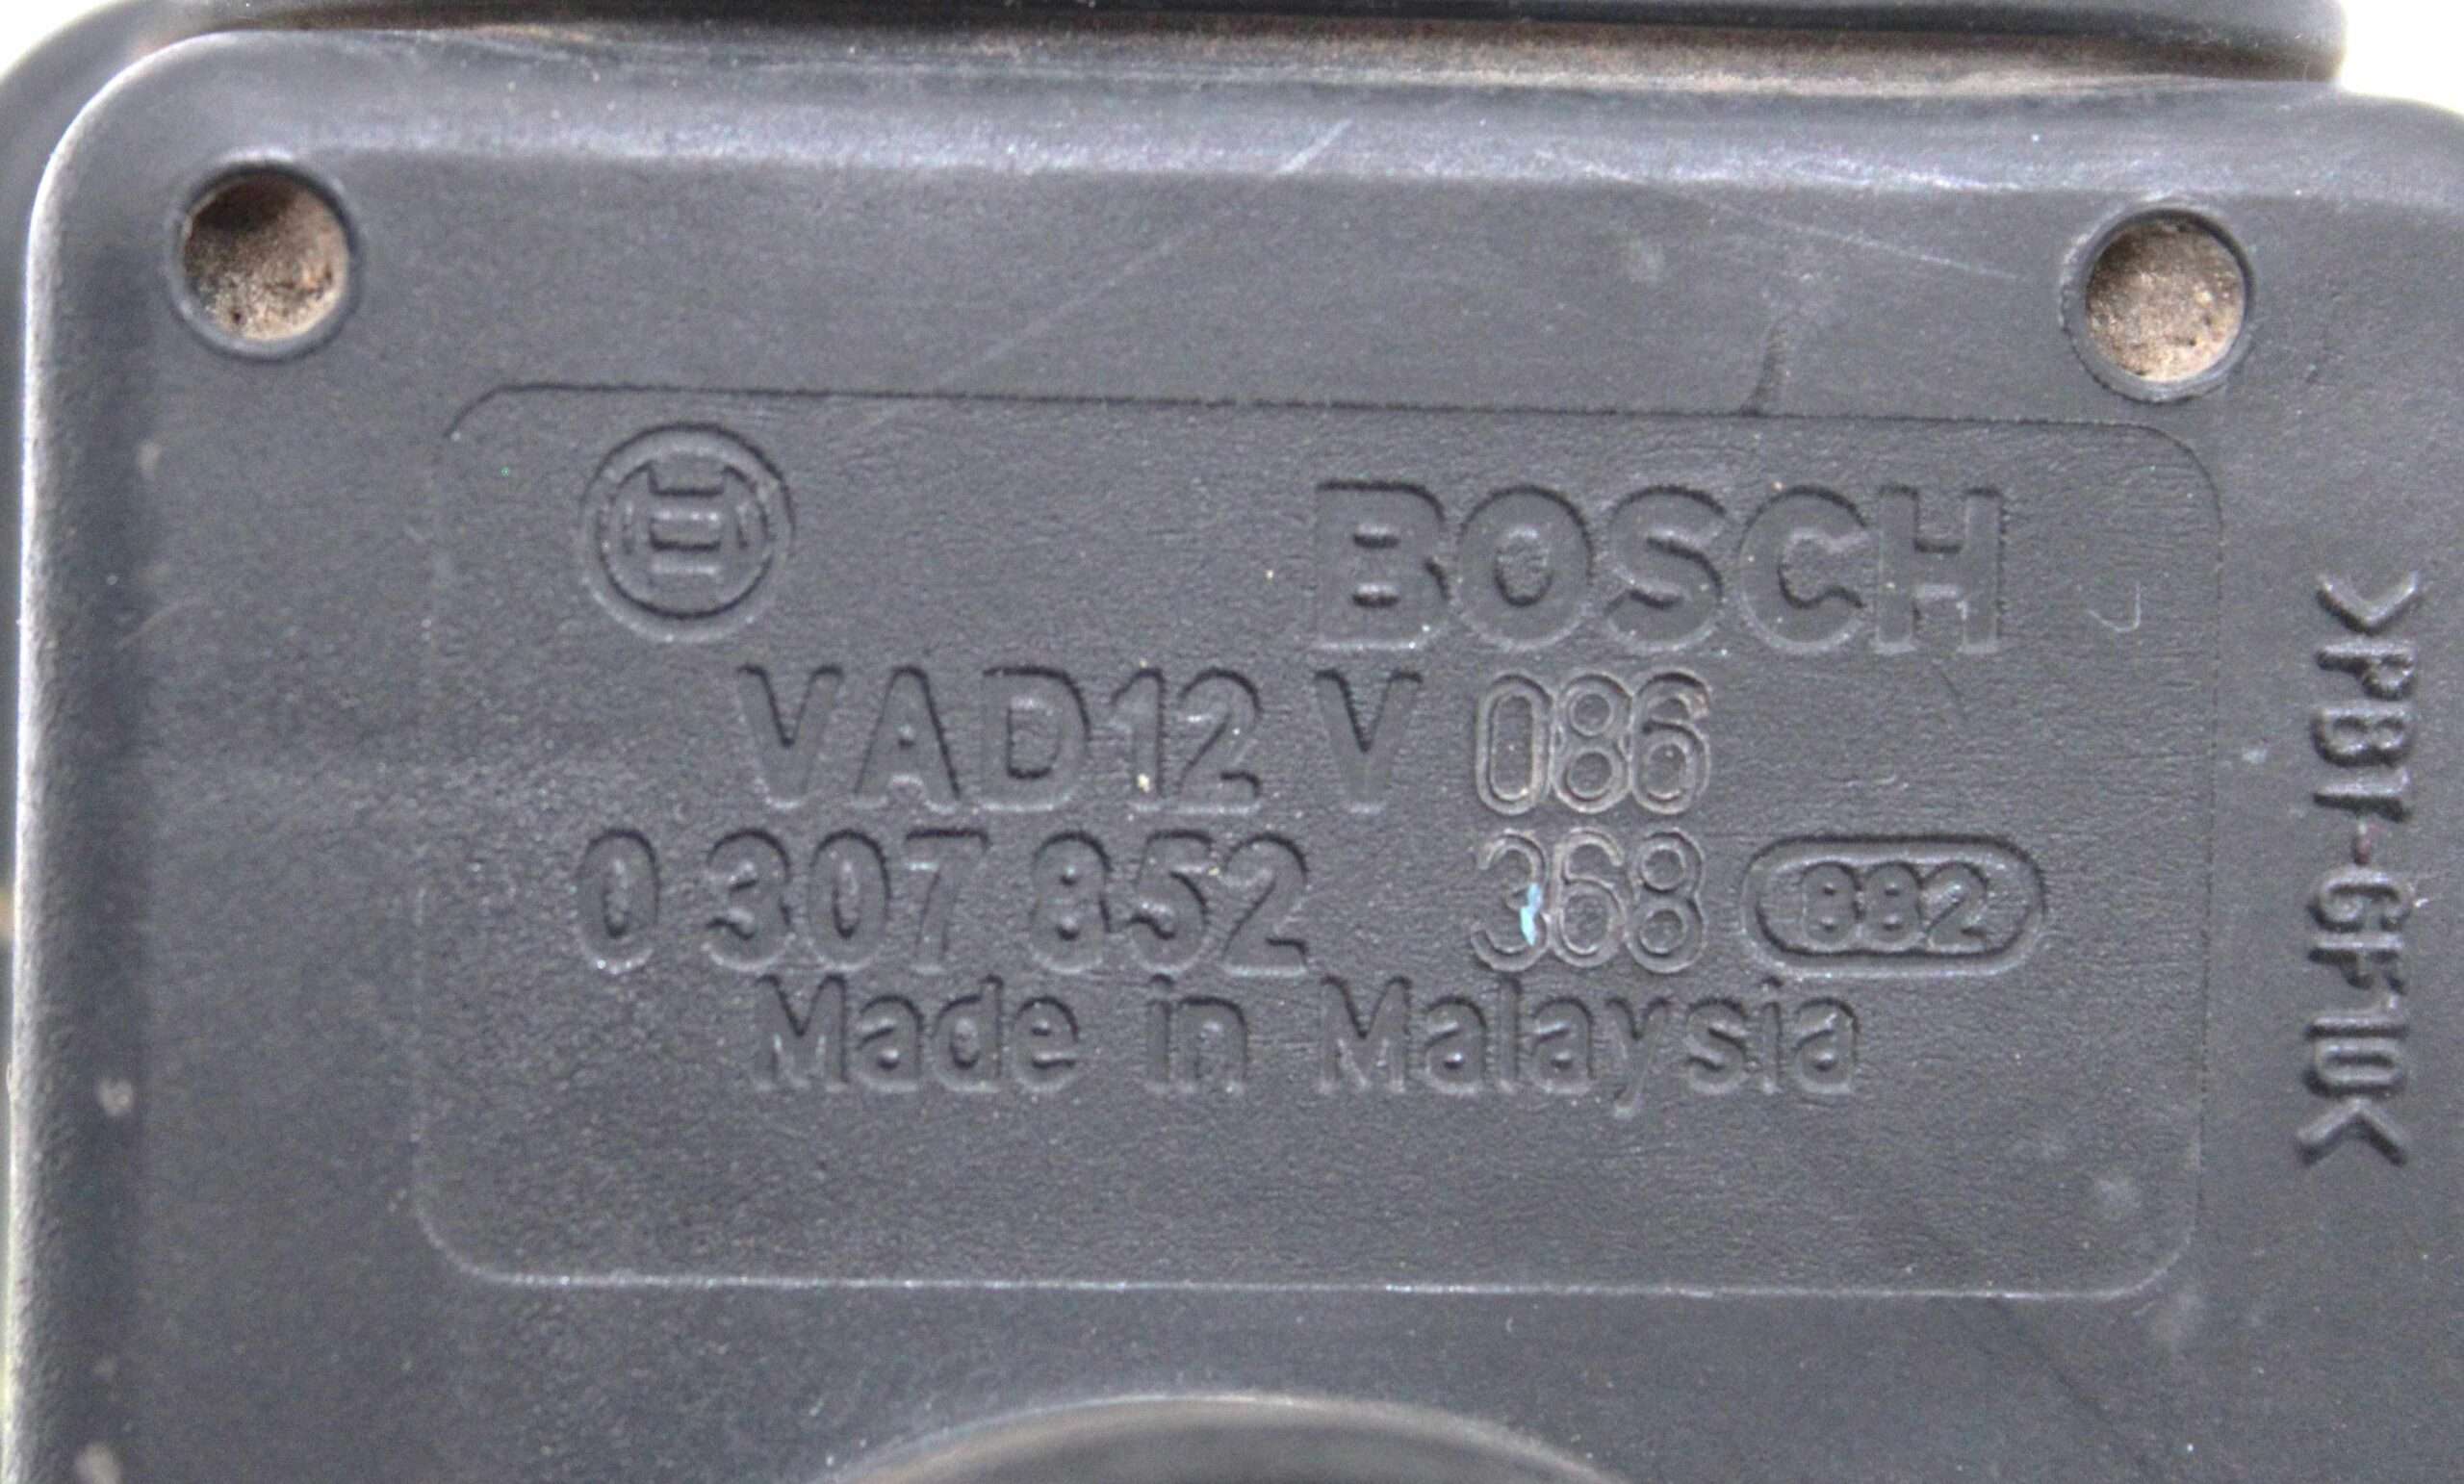 BOSCH
VAD12 V 086
0 307 852 368 882
Made in Malaysia
>PBT-GF10<